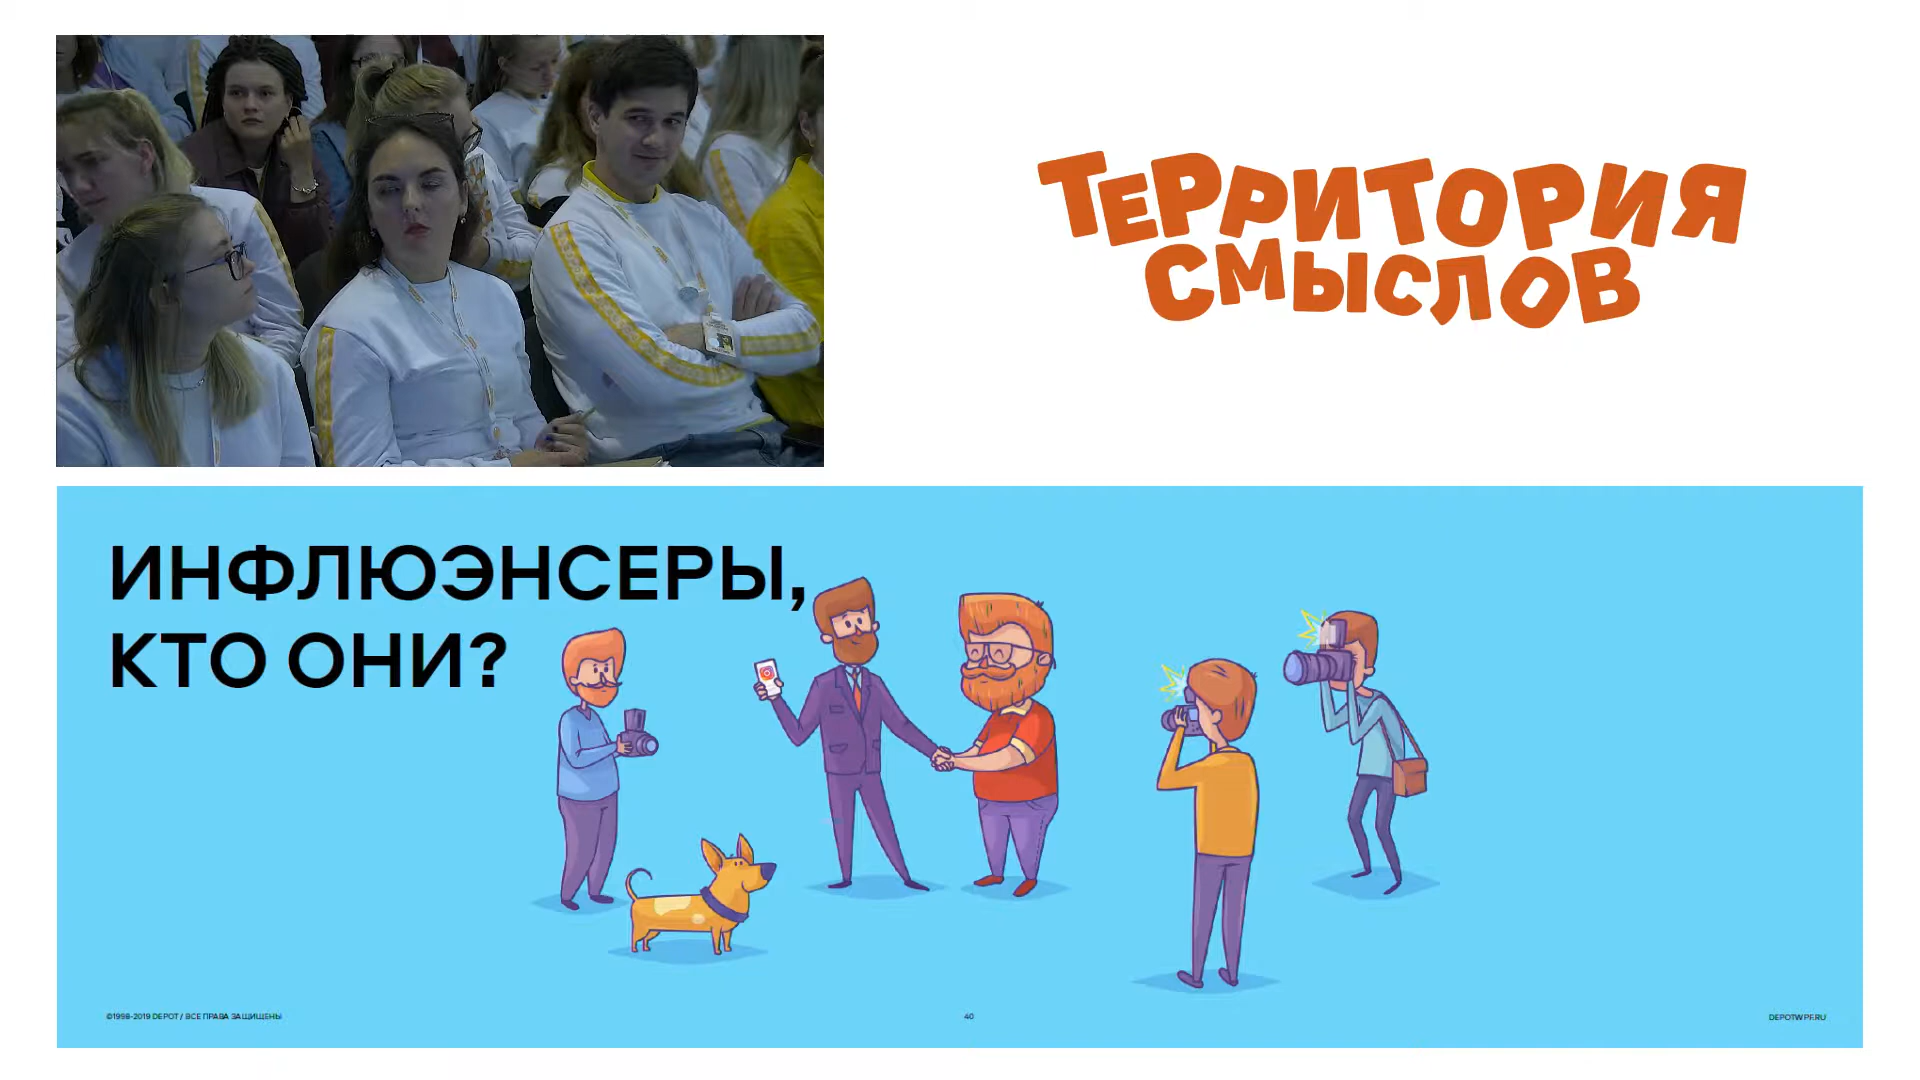 ТЕРРИТОРИЯ
СМЫСЛОВ
ИНФЛЮЭНСЕРЫ,
КТО ОНИ?
©1998-2019 DEPOT / ВСЕ ПРАВА ЗАЩИЩЕНЫ
40
DEPOTWPF.RU